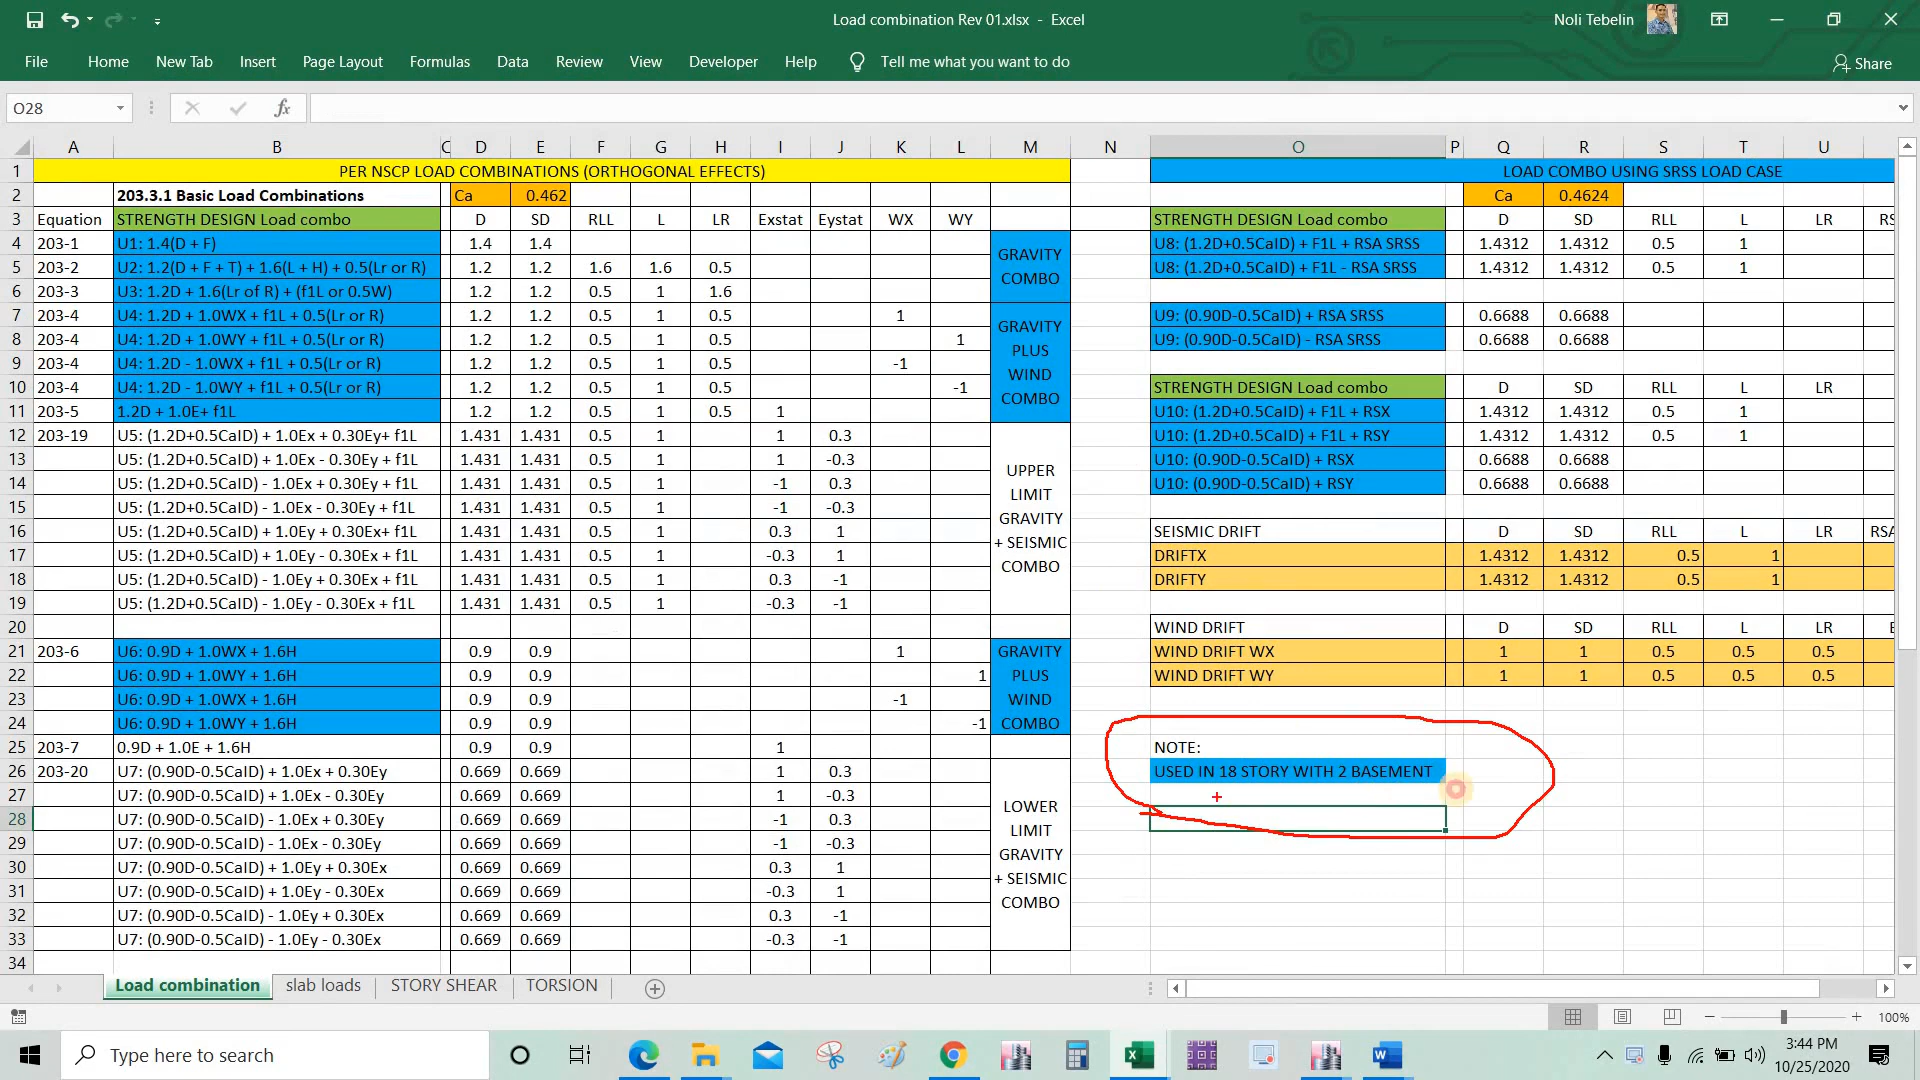 Load combination Rev 01.xlsx - Excel
Noli Tebelin
File Home New Tab Insert Page Layout Formulas Data Review View Developer Help Tell me what you want to do Share
O28 fx
A B C D E F G H I J K L M N O P Q R S T U
1 PER NSCP LOAD COMBINATIONS (ORTHOGONAL EFFECTS) LOAD COMBO USING SRSS LOAD CASE
2 203.3.1 Basic Load Combinations Ca 0.462 Ca 0.4624
3 Equation STRENGTH DESIGN Load combo D SD RLL L LR Exstat Eystat WX WY STRENGTH DESIGN Load combo D SD RLL L LR RS
4 203-1 U1: 1.4(D + F) 1.4 1.4 GRAVITY COMBO U8: (1.2D+0.5CaID) + F1L + RSA SRSS 1.4312 1.4312 0.5 1
5 203-2 U2: 1.2(D + F + T) + 1.6(L + H) + 0.5(Lr or R) 1.2 1.2 1.6 1.6 0.5 U8: (1.2D+0.5CaID) + F1L - RSA SRSS 1.4312 1.4312 0.5 1
6 203-3 U3: 1.2D + 1.6(Lr of R) + (f1L or 0.5W) 1.2 1.2 0.5 1 1.6
7 203-4 U4: 1.2D + 1.0WX + f1L + 0.5(Lr or R) 1.2 1.2 0.5 1 0.5 1 GRAVITY PLUS WIND COMBO U9: (0.90D-0.5CaID) + RSA SRSS 0.6688 0.6688
8 203-4 U4: 1.2D + 1.0WY + f1L + 0.5(Lr or R) 1.2 1.2 0.5 1 0.5 1 U9: (0.90D-0.5CaID) - RSA SRSS 0.6688 0.6688
9 203-4 U4: 1.2D - 1.0WX + f1L + 0.5(Lr or R) 1.2 1.2 0.5 1 0.5 -1
10 203-4 U4: 1.2D - 1.0WY + f1L + 0.5(Lr or R) 1.2 1.2 0.5 1 0.5 -1 STRENGTH DESIGN Load combo D SD RLL L LR
11 203-5 1.2D + 1.0E+ f1L 1.2 1.2 0.5 1 0.5 1 U10: (1.2D+0.5CaID) + F1L + RSX 1.4312 1.4312 0.5 1
12 203-19 U5: (1.2D+0.5CaID) + 1.0Ex + 0.30Ey+ f1L 1.431 1.431 0.5 1 1 0.3 UPPER LIMIT GRAVITY + SEISMIC COMBO U10: (1.2D+0.5CaID) + F1L + RSY 1.4312 1.4312 0.5 1
13 U5: (1.2D+0.5CaID) + 1.0Ex - 0.30Ey + f1L 1.431 1.431 0.5 1 1 -0.3 U10: (0.90D-0.5CaID) + RSX 0.6688 0.6688
14 U5: (1.2D+0.5CaID) - 1.0Ex + 0.30Ey + f1L 1.431 1.431 0.5 1 -1 0.3 U10: (0.90D-0.5CaID) + RSY 0.6688 0.6688
15 U5: (1.2D+0.5CaID) - 1.0Ex - 0.30Ey + f1L 1.431 1.431 0.5 1 -1 -0.3
16 U5: (1.2D+0.5CaID) + 1.0Ey + 0.30Ex+ f1L 1.431 1.431 0.5 1 0.3 1 SEISMIC DRIFT D SD RLL L LR RSA
17 U5: (1.2D+0.5CaID) + 1.0Ey - 0.30Ex + f1L 1.431 1.431 0.5 1 -0.3 1 DRIFTX 1.4312 1.4312 0.5 1
18 U5: (1.2D+0.5CaID) - 1.0Ey + 0.30Ex + f1L 1.431 1.431 0.5 1 0.3 -1 DRIFTY 1.4312 1.4312 0.5 1
19 U5: (1.2D+0.5CaID) - 1.0Ey - 0.30Ex + f1L 1.431 1.431 0.5 1 -0.3 -1
20 WIND DRIFT D SD RLL L LR
21 203-6 U6: 0.9D + 1.0WX + 1.6H 0.9 0.9 1 GRAVITY PLUS WIND COMBO WIND DRIFT WX 1 1 0.5 0.5 0.5
22 U6: 0.9D + 1.0WY + 1.6H 0.9 0.9 1 WIND DRIFT WY 1 1 0.5 0.5 0.5
23 U6: 0.9D + 1.0WX + 1.6H 0.9 0.9 -1
24 U6: 0.9D + 1.0WY + 1.6H 0.9 0.9 -1
25 203-7 0.9D + 1.0E + 1.6H 0.9 0.9 1 LOWER LIMIT GRAVITY + SEISMIC COMBO NOTE:
26 203-20 U7: (0.90D-0.5CaID) + 1.0Ex + 0.30Ey 0.669 0.669 1 0.3 USED IN 18 STORY WITH 2 BASEMENT
27 U7: (0.90D-0.5CaID) + 1.0Ex - 0.30Ey 0.669 0.669 1 -0.3
28 U7: (0.90D-0.5CaID) - 1.0Ex + 0.30Ey 0.669 0.669 -1 0.3
29 U7: (0.90D-0.5CaID) - 1.0Ex - 0.30Ey 0.669 0.669 -1 -0.3
30 U7: (0.90D-0.5CaID) + 1.0Ey + 0.30Ex 0.669 0.669 0.3 1
31 U7: (0.90D-0.5CaID) + 1.0Ey - 0.30Ex 0.669 0.669 -0.3 1
32 U7: (0.90D-0.5CaID) - 1.0Ey + 0.30Ex 0.669 0.669 0.3 -1
33 U7: (0.90D-0.5CaID) - 1.0Ey - 0.30Ex 0.669 0.669 -0.3 -1
34
Load combination slab loads STORY SHEAR TORSION
100%
Type here to search
3:44 PM
10/25/2020